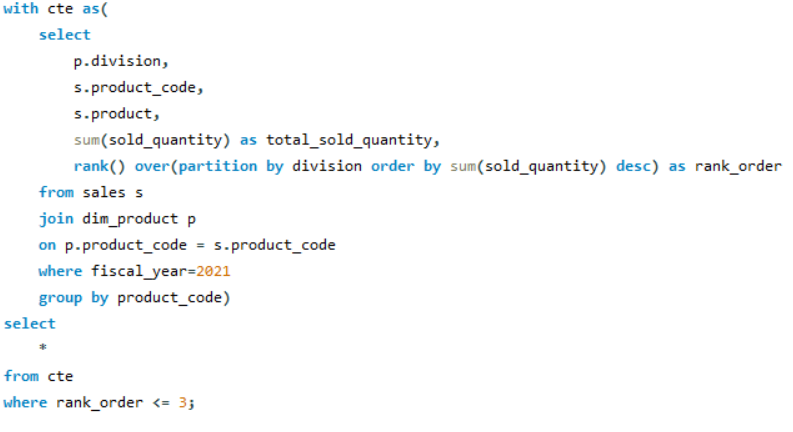 with cte as(
    select
        p.division,
        s.product_code,
        s.product,
        sum(sold_quantity) as total_sold_quantity,
        rank() over(partition by division order by sum(sold_quantity) desc) as rank_order
    from sales s
    join dim_product p
    on p.product_code = s.product_code
    where fiscal_year=2021
    group by product_code)
select
    *
from cte
where rank_order <= 3;